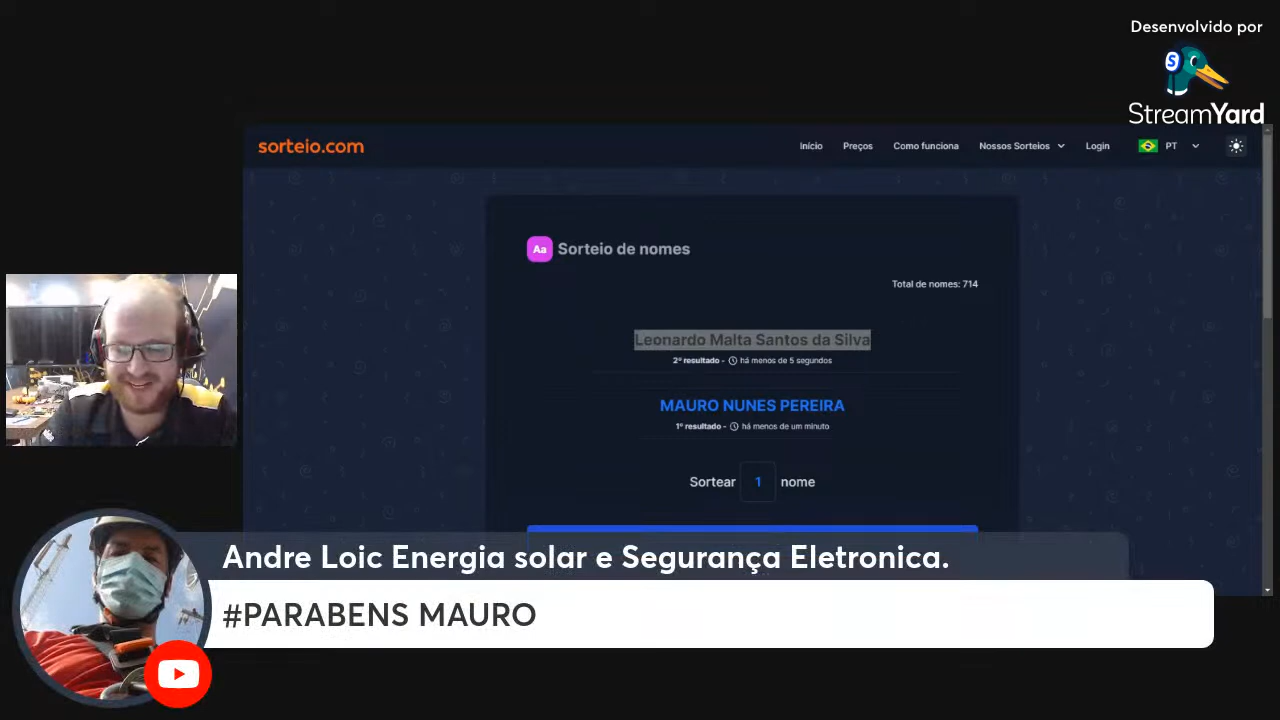 Desenvolvido por
StreamYard
sorteio.com
Início
Preços
Como funciona
Nossos Sorteios
Login
PT
Aa
Sorteio de nomes
Total de nomes: 714
Leonardo Malta Santos da Silva
2º resultado - há menos de 5 segundos
MAURO NUNES PEREIRA
1º resultado - há menos de um minuto
Sortear 1 nome
Andre Loic Energia solar e Segurança Eletronica.
#PARABENS MAURO